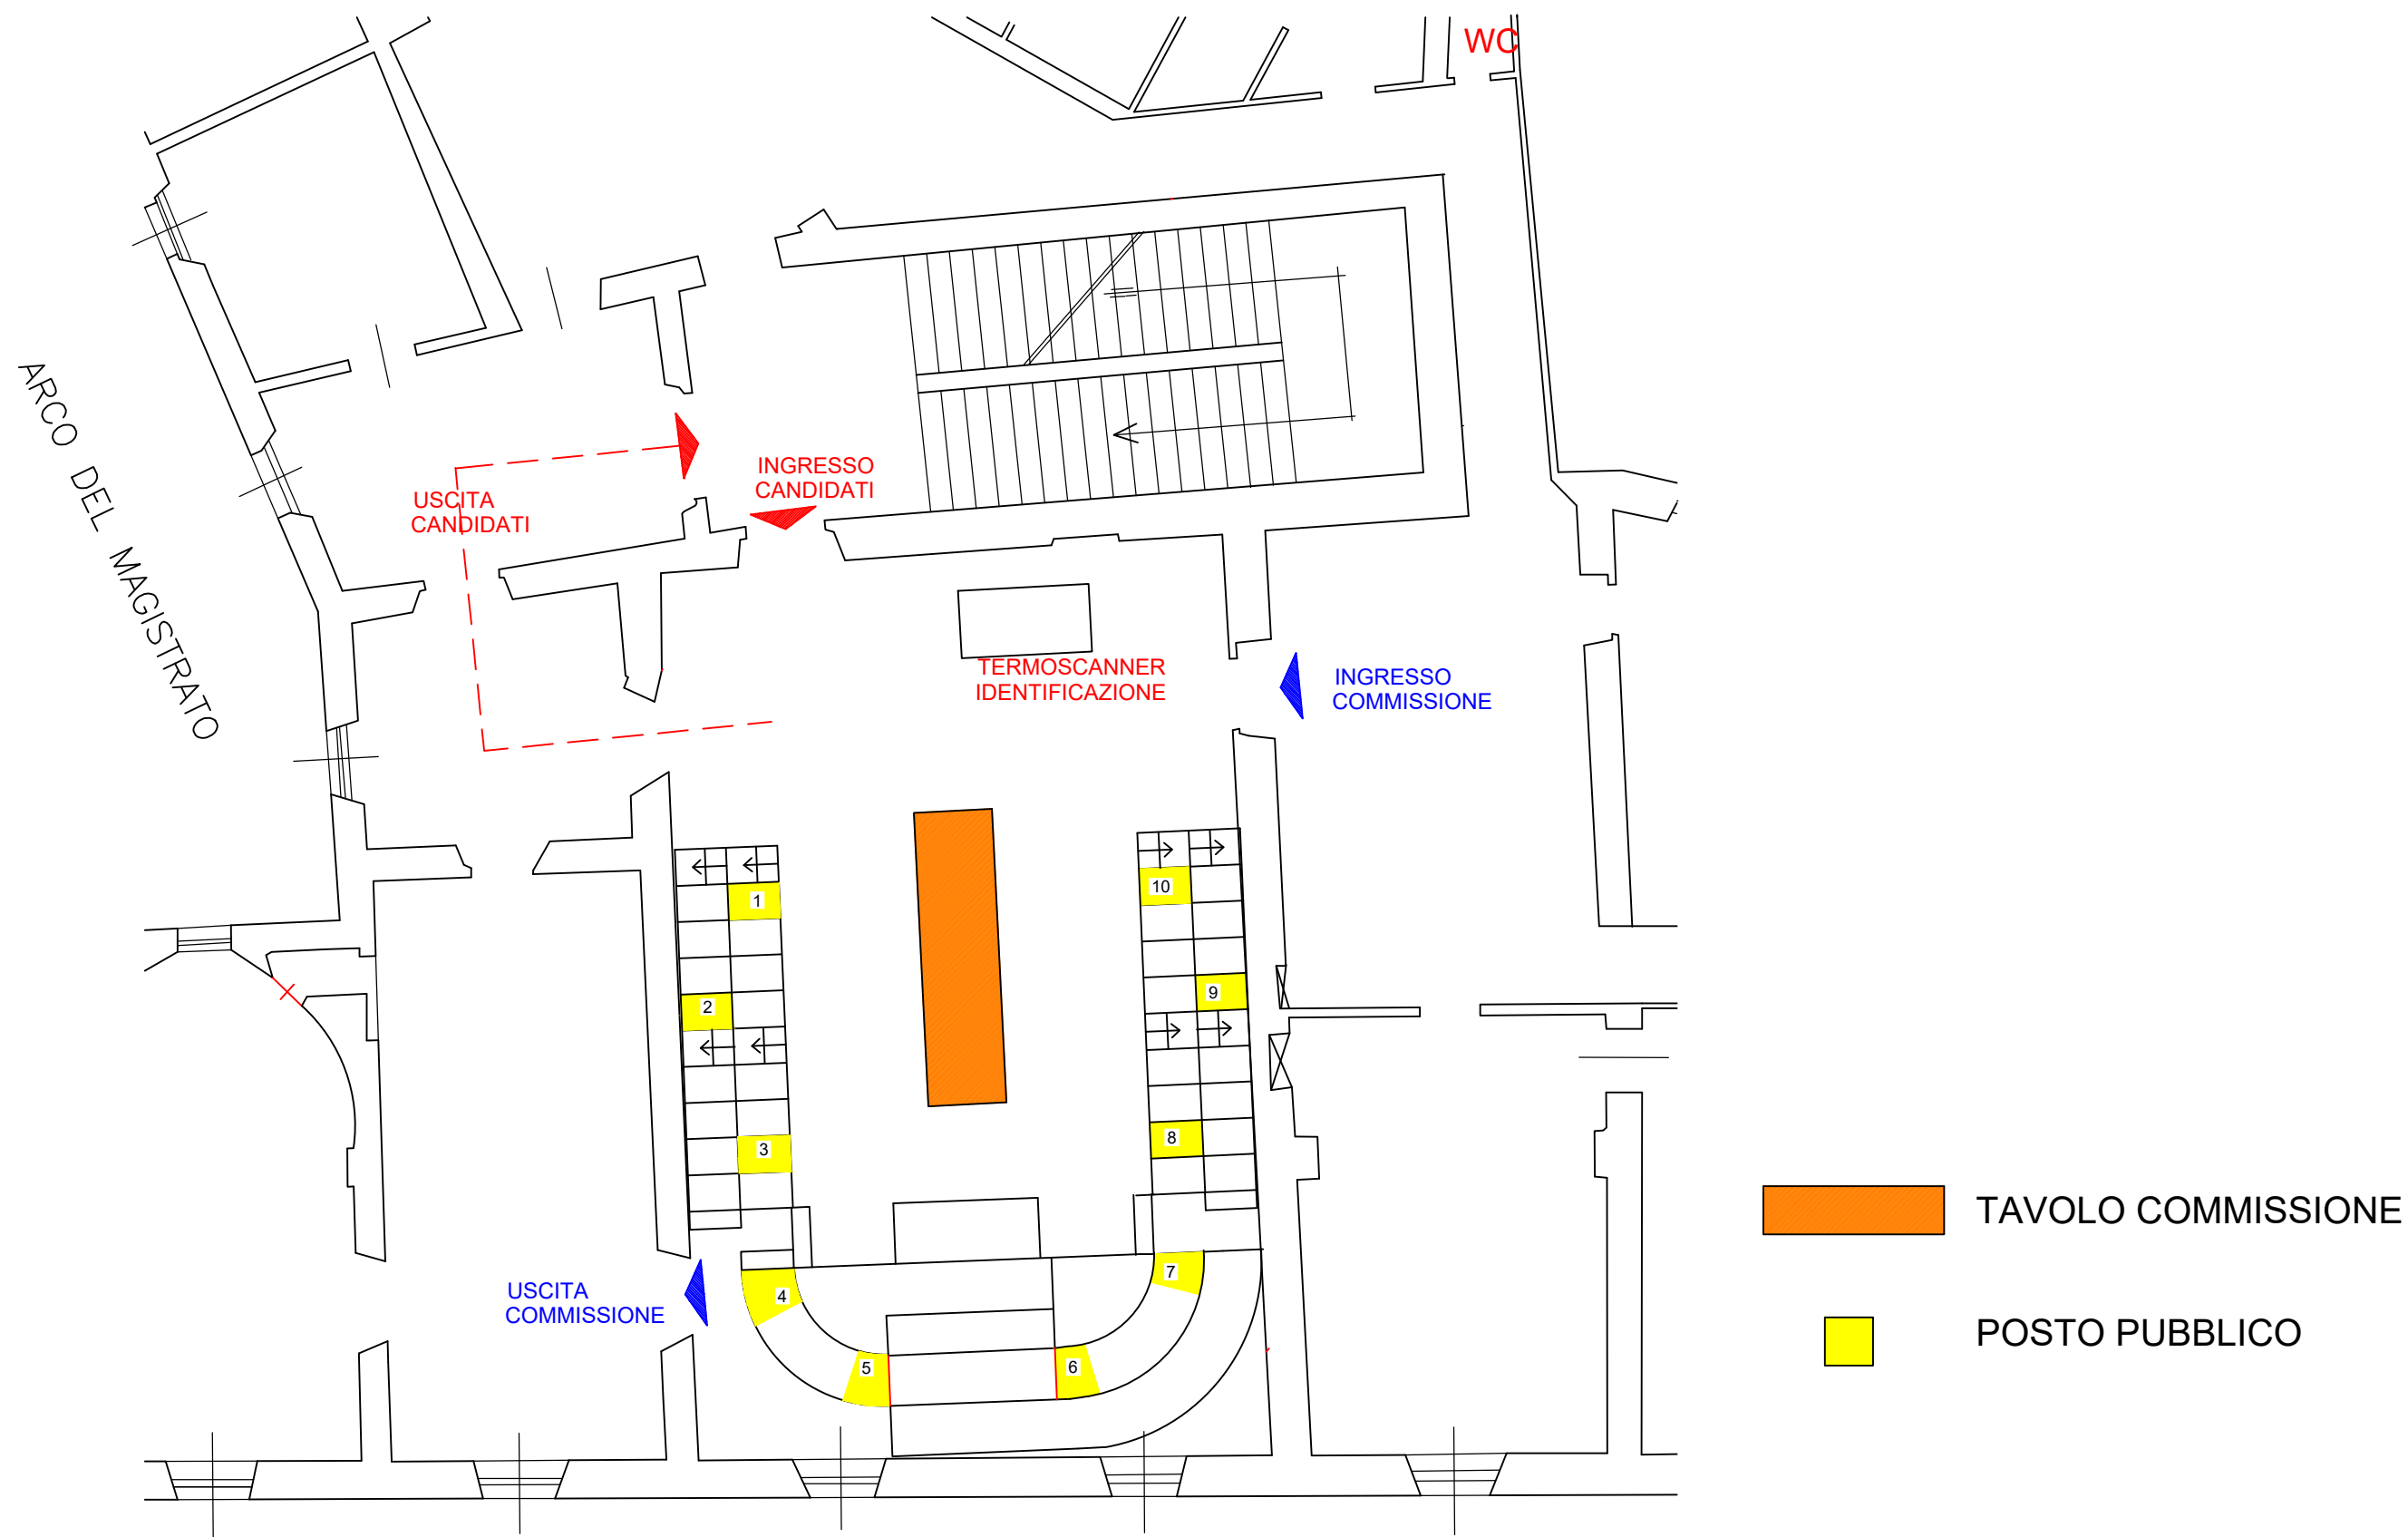 WC
ARCO DEL MAGISTRATO
INGRESSO
CANDIDATI
USCITA
CANDIDATI
TERMOSCANNER
IDENTIFICAZIONE
INGRESSO
COMMISSIONE
1
10
2
9
3
8
4
7
5
6
USCITA
COMMISSIONE
TAVOLO COMMISSIONE
POSTO PUBBLICO